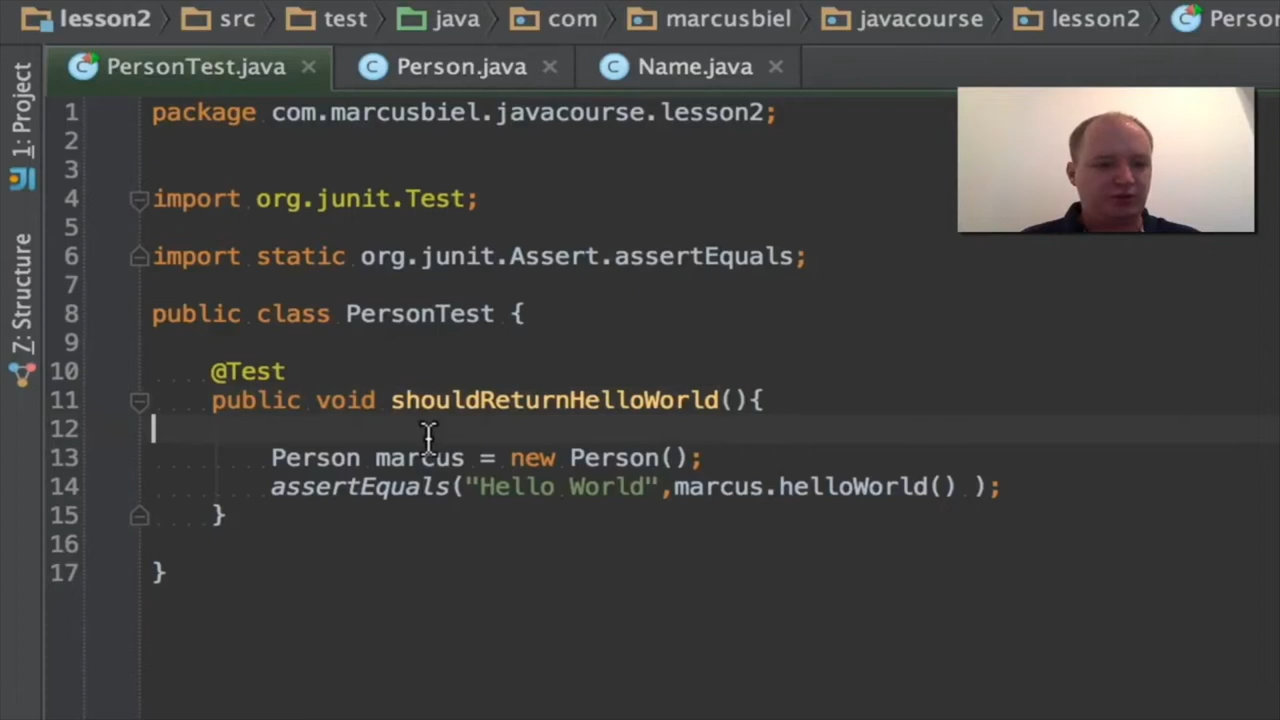 lesson2 src test java com marcusbiel javacourse lesson2 Person
PersonTest.java Person.java Name.java
1: Project
Z: Structure
1 package com.marcusbiel.javacourse.lesson2;
2
3
4 import org.junit.Test;
5
6 import static org.junit.Assert.assertEquals;
7
8 public class PersonTest {
9
10 @Test
11 public void shouldReturnHelloWorld(){
12
13 Person marcus = new Person();
14 assertEquals("Hello World",marcus.helloWorld() );
15 }
16
17 }